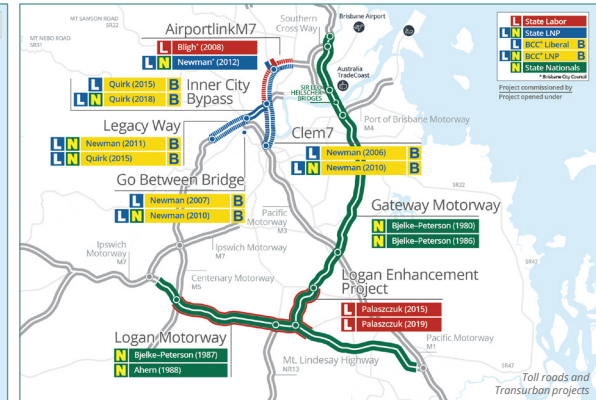 MT SAMSON ROAD
SR22
MT NEBO ROAD
SR31
Southern
Cross Way
Brisbane Airport
L State Labor
L N State LNP
L BCC* Liberal B
L N BCC* LNP B
N State Nationals
* Brisbane City Council
Project commissioned by
Project opened under
AirportlinkM7
L Bligh* (2008)
L N Newman* (2012)
Australia
TradeCoast
SIR LEO
HIELSCHER
BRIDGES
Port of Brisbane Motorway
M4
L Quirk (2015) B
L N Quirk (2018) B
Inner City
Bypass
Legacy Way
L N Newman (2011) B
L N Quirk (2015) B
Clem7
L Newman (2006) B
L N Newman (2010) B
Go Between Bridge
L Newman (2007) B
L N Newman (2010) B
SR22
Gateway Motorway
N Bjelke–Peterson (1980)
N Bjelke–Peterson (1986)
Pacific
Motorway
M3
Ipswich
Motorway
M7
Ipswich Motorway
M7
SR47
Centenary Motorway
M5
Logan Enhancement
Project
L Palaszczuk (2015)
L Palaszczuk (2019)
Logan Motorway
N Bjelke–Peterson (1987)
N Ahern (1988)
Pacific Motorway
M1
Mt. Lindesay Highway
NR13
SR47
Toll roads and
Transurban projects